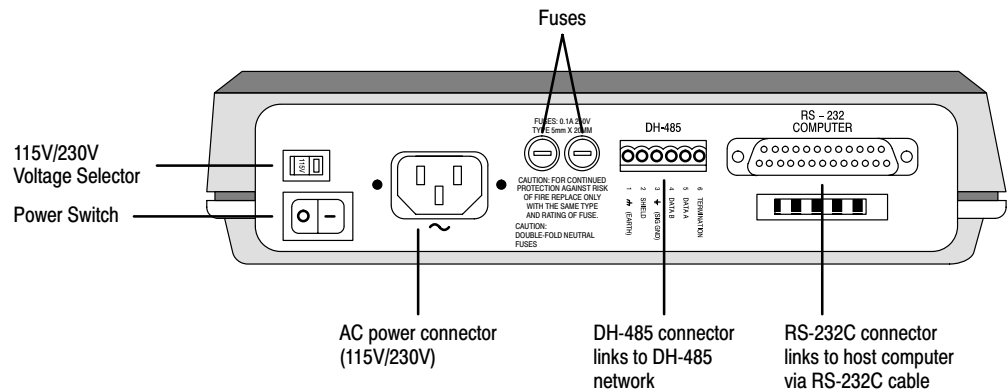 Fuses
FUSES: 0.1A 250V
TYPE 5mm X 20MM
DH-485
RS - 232
COMPUTER
115V/230V
Voltage Selector
115V
Power Switch
CAUTION: FOR CONTINUED
PROTECTION AGAINST RISK
OF FIRE REPLACE ONLY
WITH THE SAME TYPE
AND RATING OF FUSE.
CAUTION:
DOUBLE-FOLD NEUTRAL
FUSES
1 (EARTH)
2 SHIELD
3 (SIG GND)
4 DATA B
5 DATA A
6 TERMINATION
AC power connector
(115V/230V)
DH-485 connector
links to DH-485
network
RS-232C connector
links to host computer
via RS-232C cable